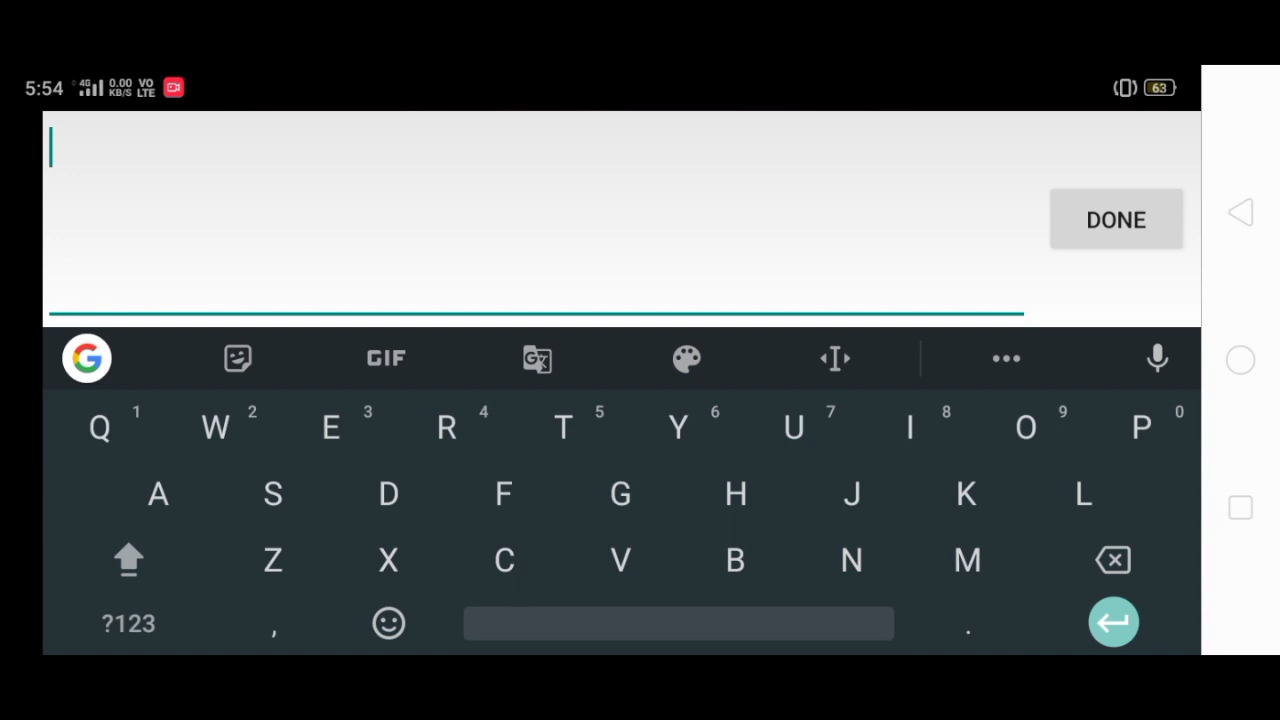 5:54 4G 0.00 KB/S VO LTE 63
DONE
G GIF G
Q 1 W 2 E 3 R 4 T 5 Y 6 U 7 I 8 O 9 P 0
A S D F G H J K L
Z X C V B N M
?123 , .